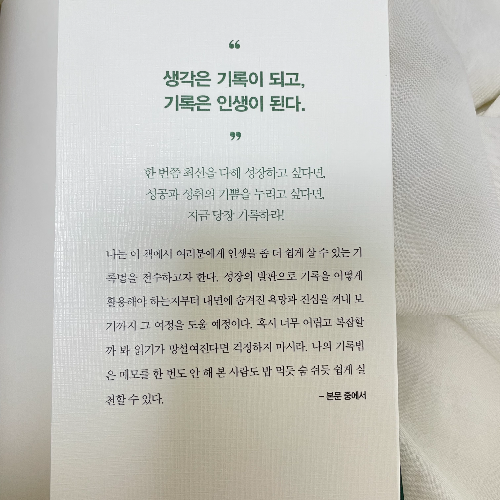 “
생각은 기록이 되고,
기록은 인생이 된다.
”
한 번쯤 최선을 다해 성장하고 싶다면,
성공과 성취의 기쁨을 누리고 싶다면,
지금 당장 기록하라!
나는 이 책에서 여러분에게 인생을 좀 더 쉽게 살 수 있는 기
록법을 전수하고자 한다. 성장의 발판으로 기록을 어떻게
활용해야 하는지부터 내면에 숨겨진 욕망과 진심을 꺼내 보
기까지 그 여정을 도울 예정이다. 혹시 너무 어렵고 복잡할
까 봐 읽기가 망설여진다면 걱정하지 마시라. 나의 기록법
은 메모를 한 번도 안 해 본 사람도 밥 먹듯 숨 쉬듯 쉽게 실
천할 수 있다.
– 본문 중에서